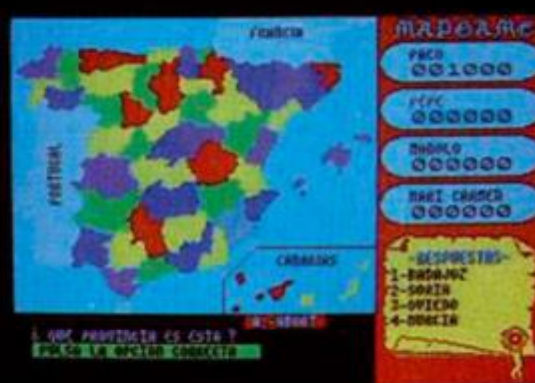 MAPGAME
FRANCIA
PACO
001000
PEPE
000000
PORTUGAL
MANOLO
000000
MARI CARMEN
000000
CANARIAS
-RESPUESTAS-
1-BADAJOZ
2-SORIA
3-OVIEDO
4-MURCIA
¿ QUE PROVINCIA ES ESTA ?
PULSA LA OPCION CORRECTA